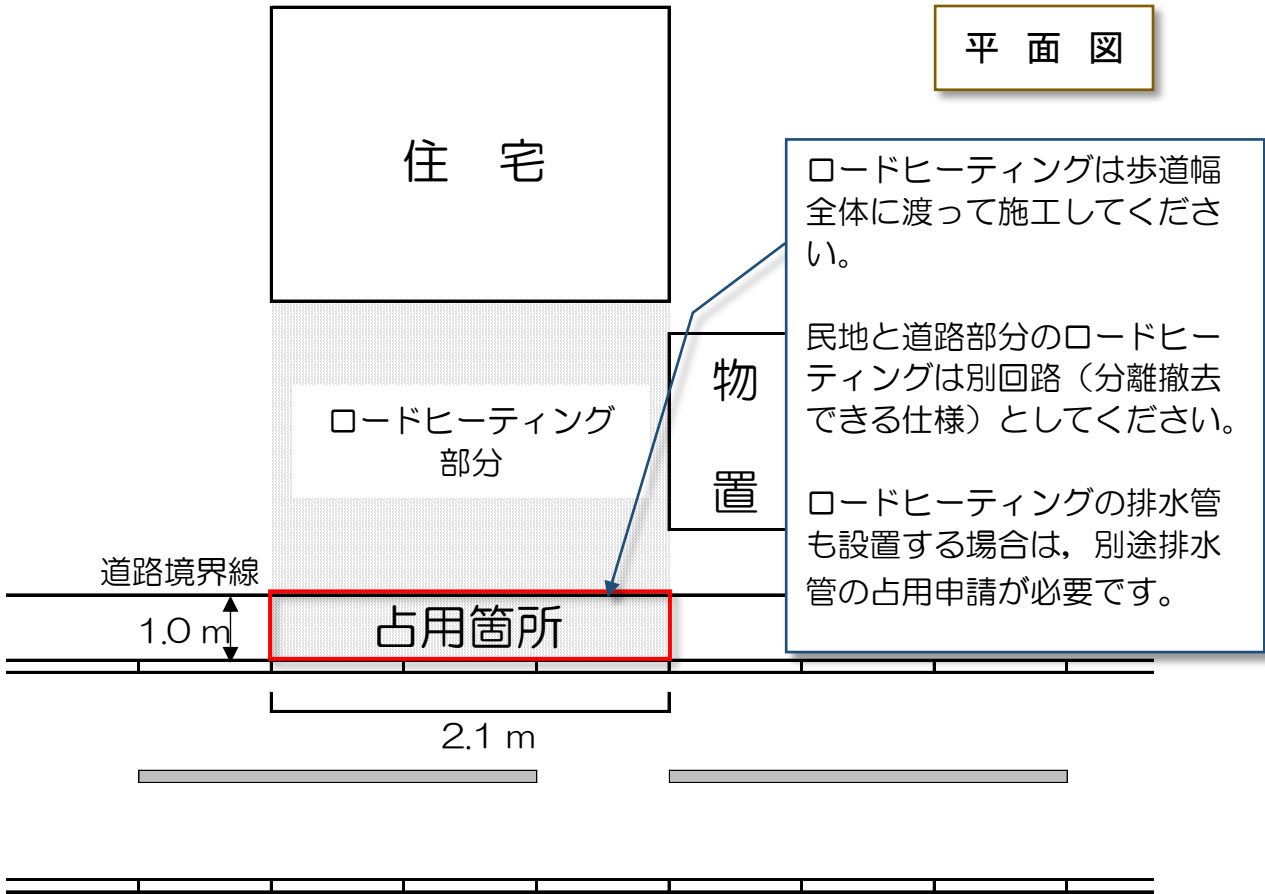 平 面 図
住 宅
ロードヒーティングは歩道幅
全体に渡って施工してくださ
い。
民地と道路部分のロードヒー
ティングは別回路（分離撤去
できる仕様）としてください。
ロードヒーティングの排水管
も設置する場合は，別途排水
管の占用申請が必要です。
物
置
ロードヒーティング
部分
道路境界線
1.0 m
占用箇所
2.1 m